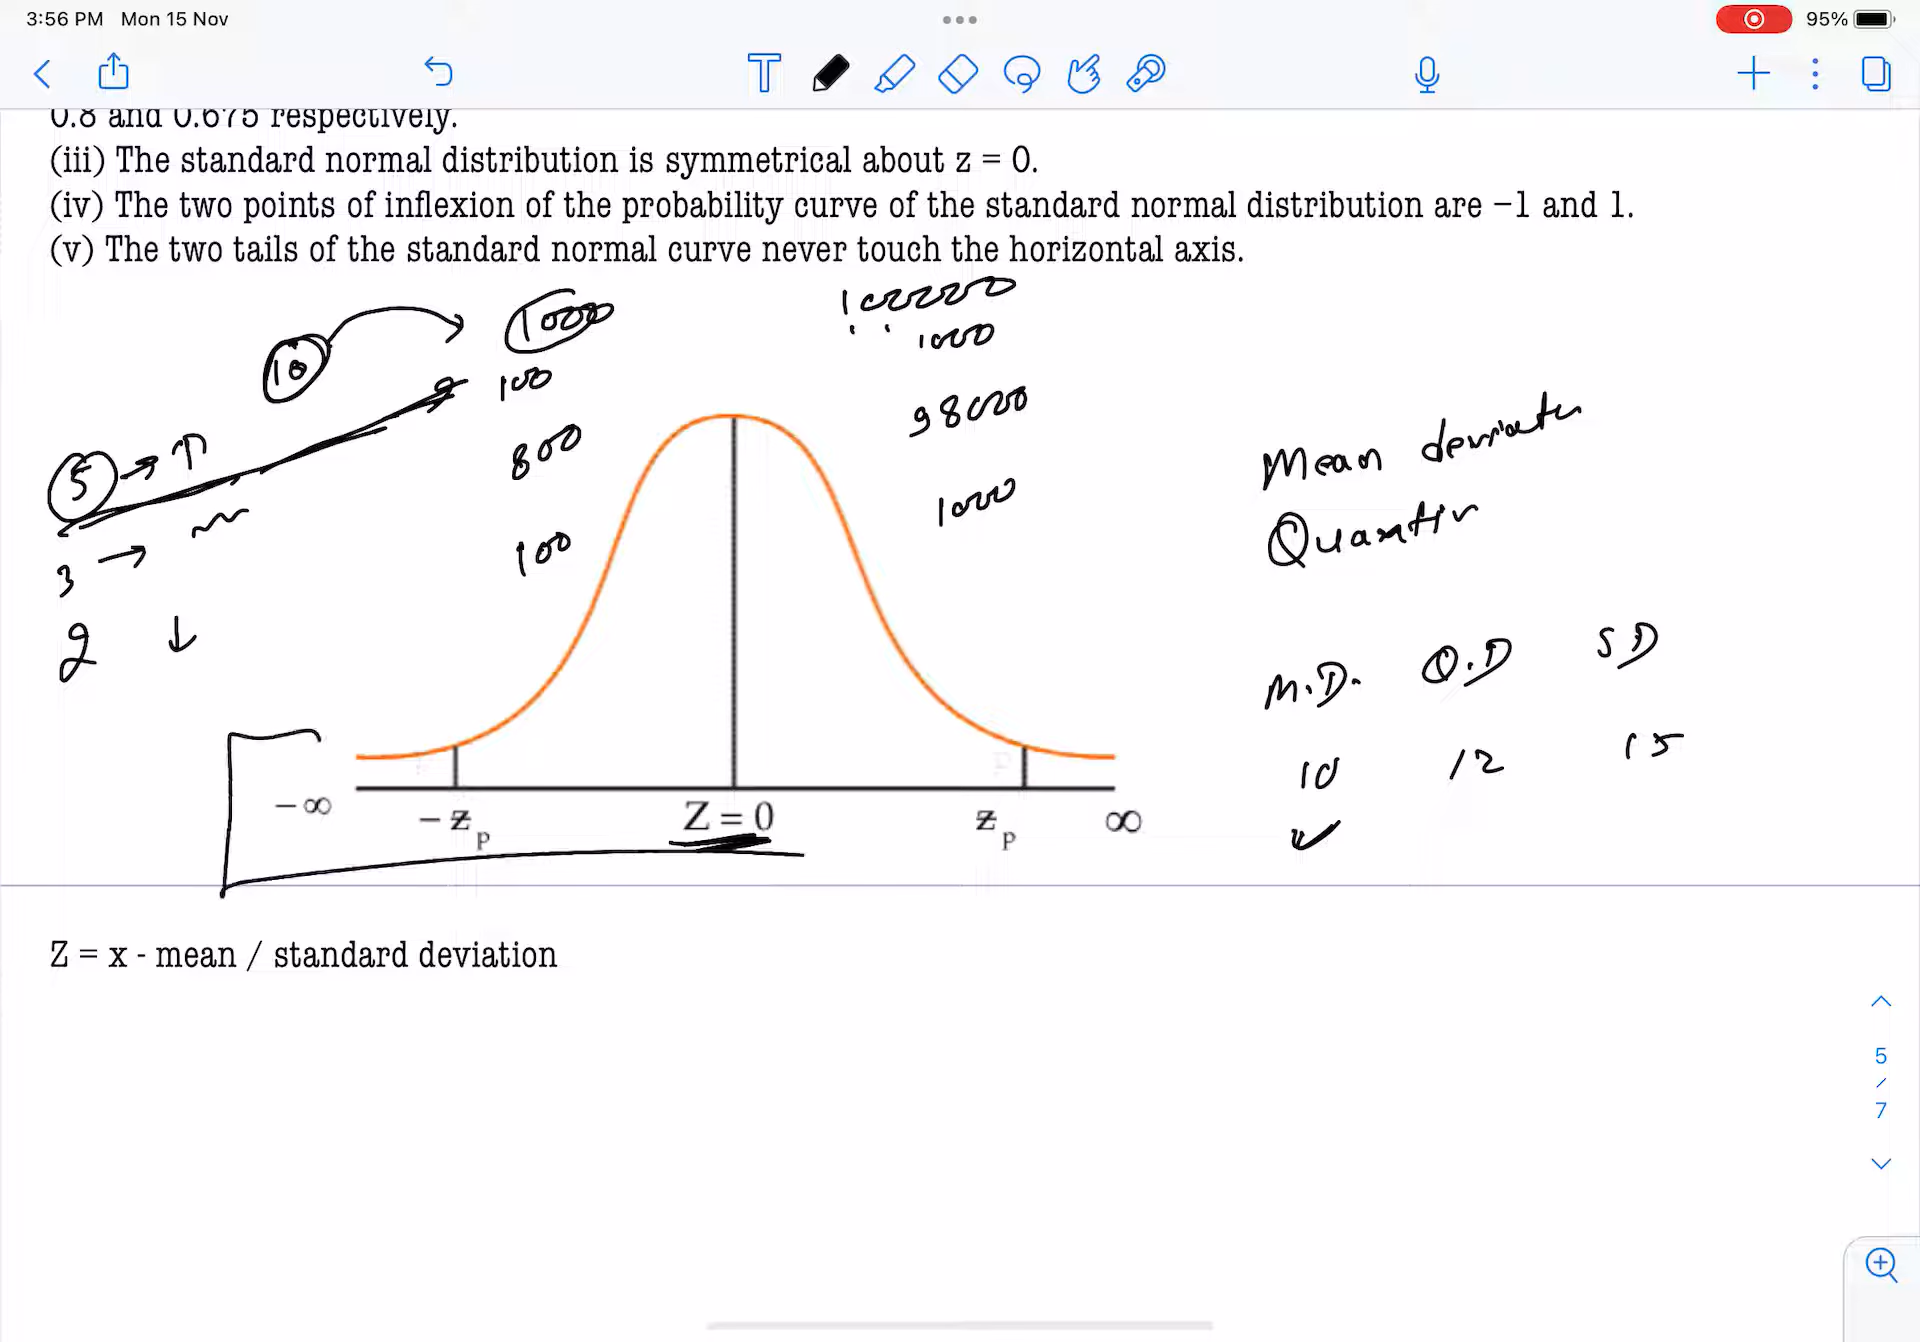 3:56 PM Mon 15 Nov
95%
0.8 and 0.675 respectively.
(iii) The standard normal distribution is symmetrical about z = 0.
(iv) The two points of inflexion of the probability curve of the standard normal distribution are −1 and 1.
(v) The two tails of the standard normal curve never touch the horizontal axis.
10
1000
100
800
100
1000
98000
1000
5
3
2
Mean
M.D. Q.D SD
10 12 15
−∞ −zp Z = 0 zp ∞
Z = x - mean / standard deviation
5
/
7